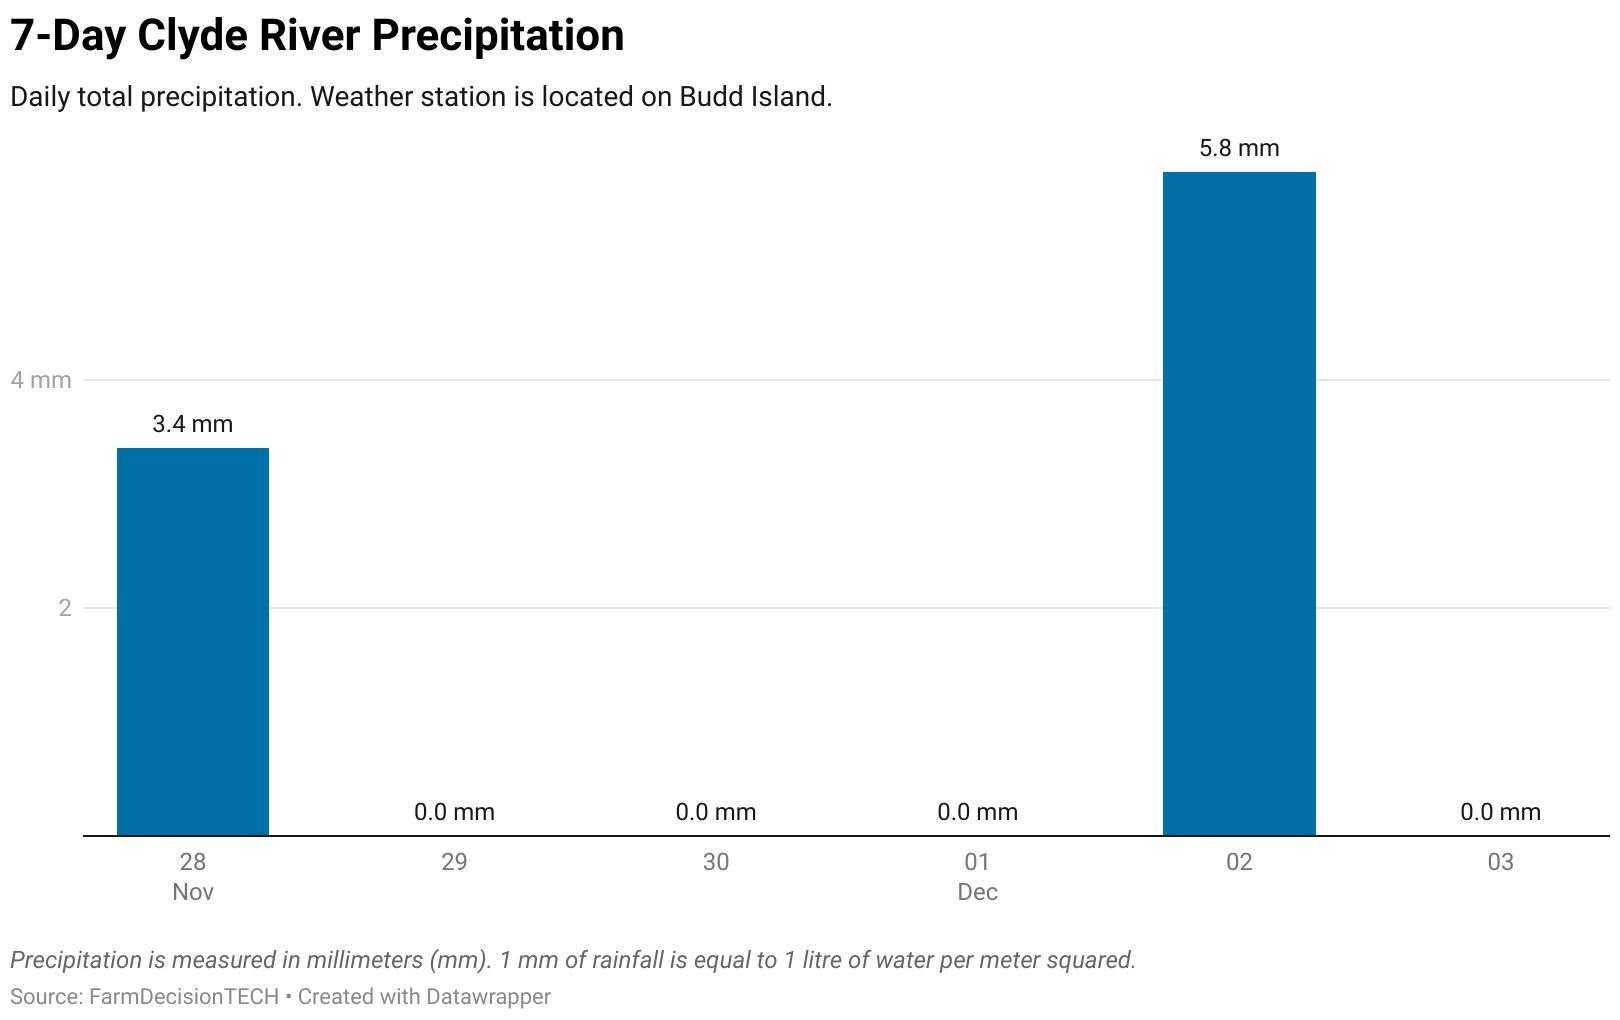 7-Day Clyde River Precipitation
Daily total precipitation. Weather station is located on Budd Island.
5.8 mm
4 mm
3.4 mm
2
0.0 mm 0.0 mm 0.0 mm 0.0 mm
28 29 30 01 02 03
Nov Dec
Precipitation is measured in millimeters (mm). 1 mm of rainfall is equal to 1 litre of water per meter squared.
Source: FarmDecisionTECH • Created with Datawrapper